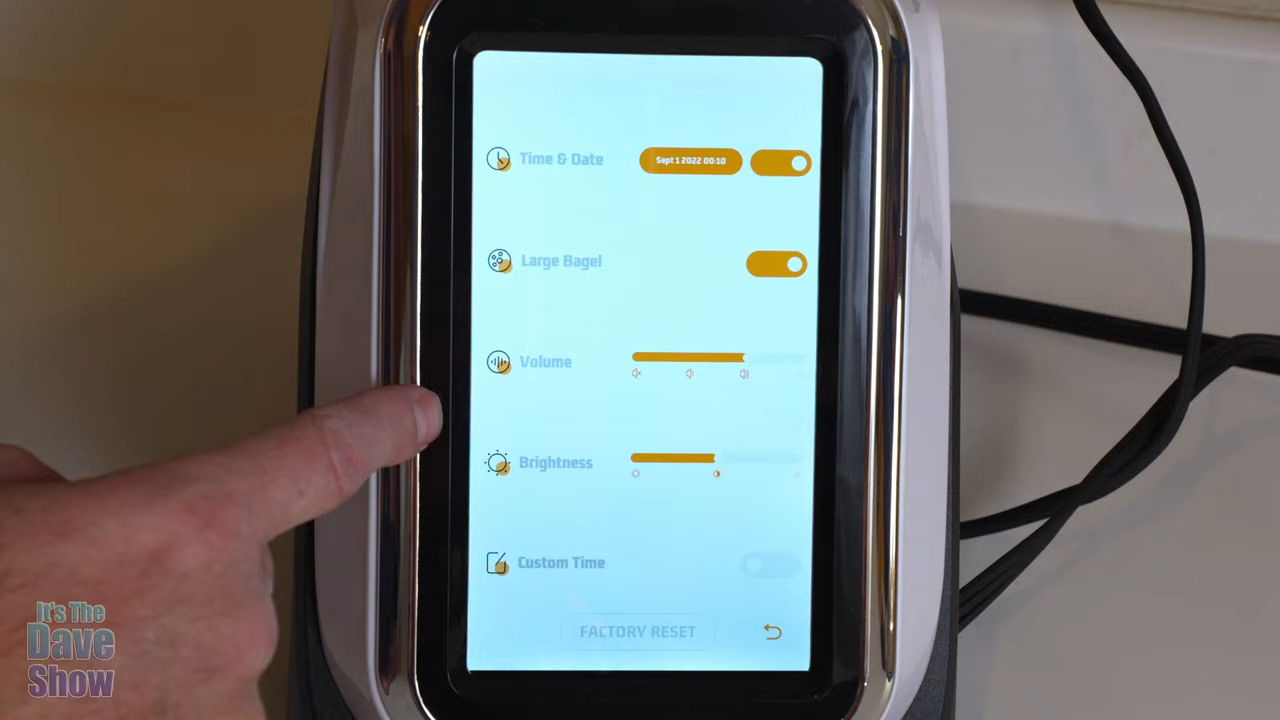 Time & Date
Sept 1 2022 00:10
Large Bagel
Volume
Brightness
Custom Time
FACTORY RESET
It's The
Dave
Show